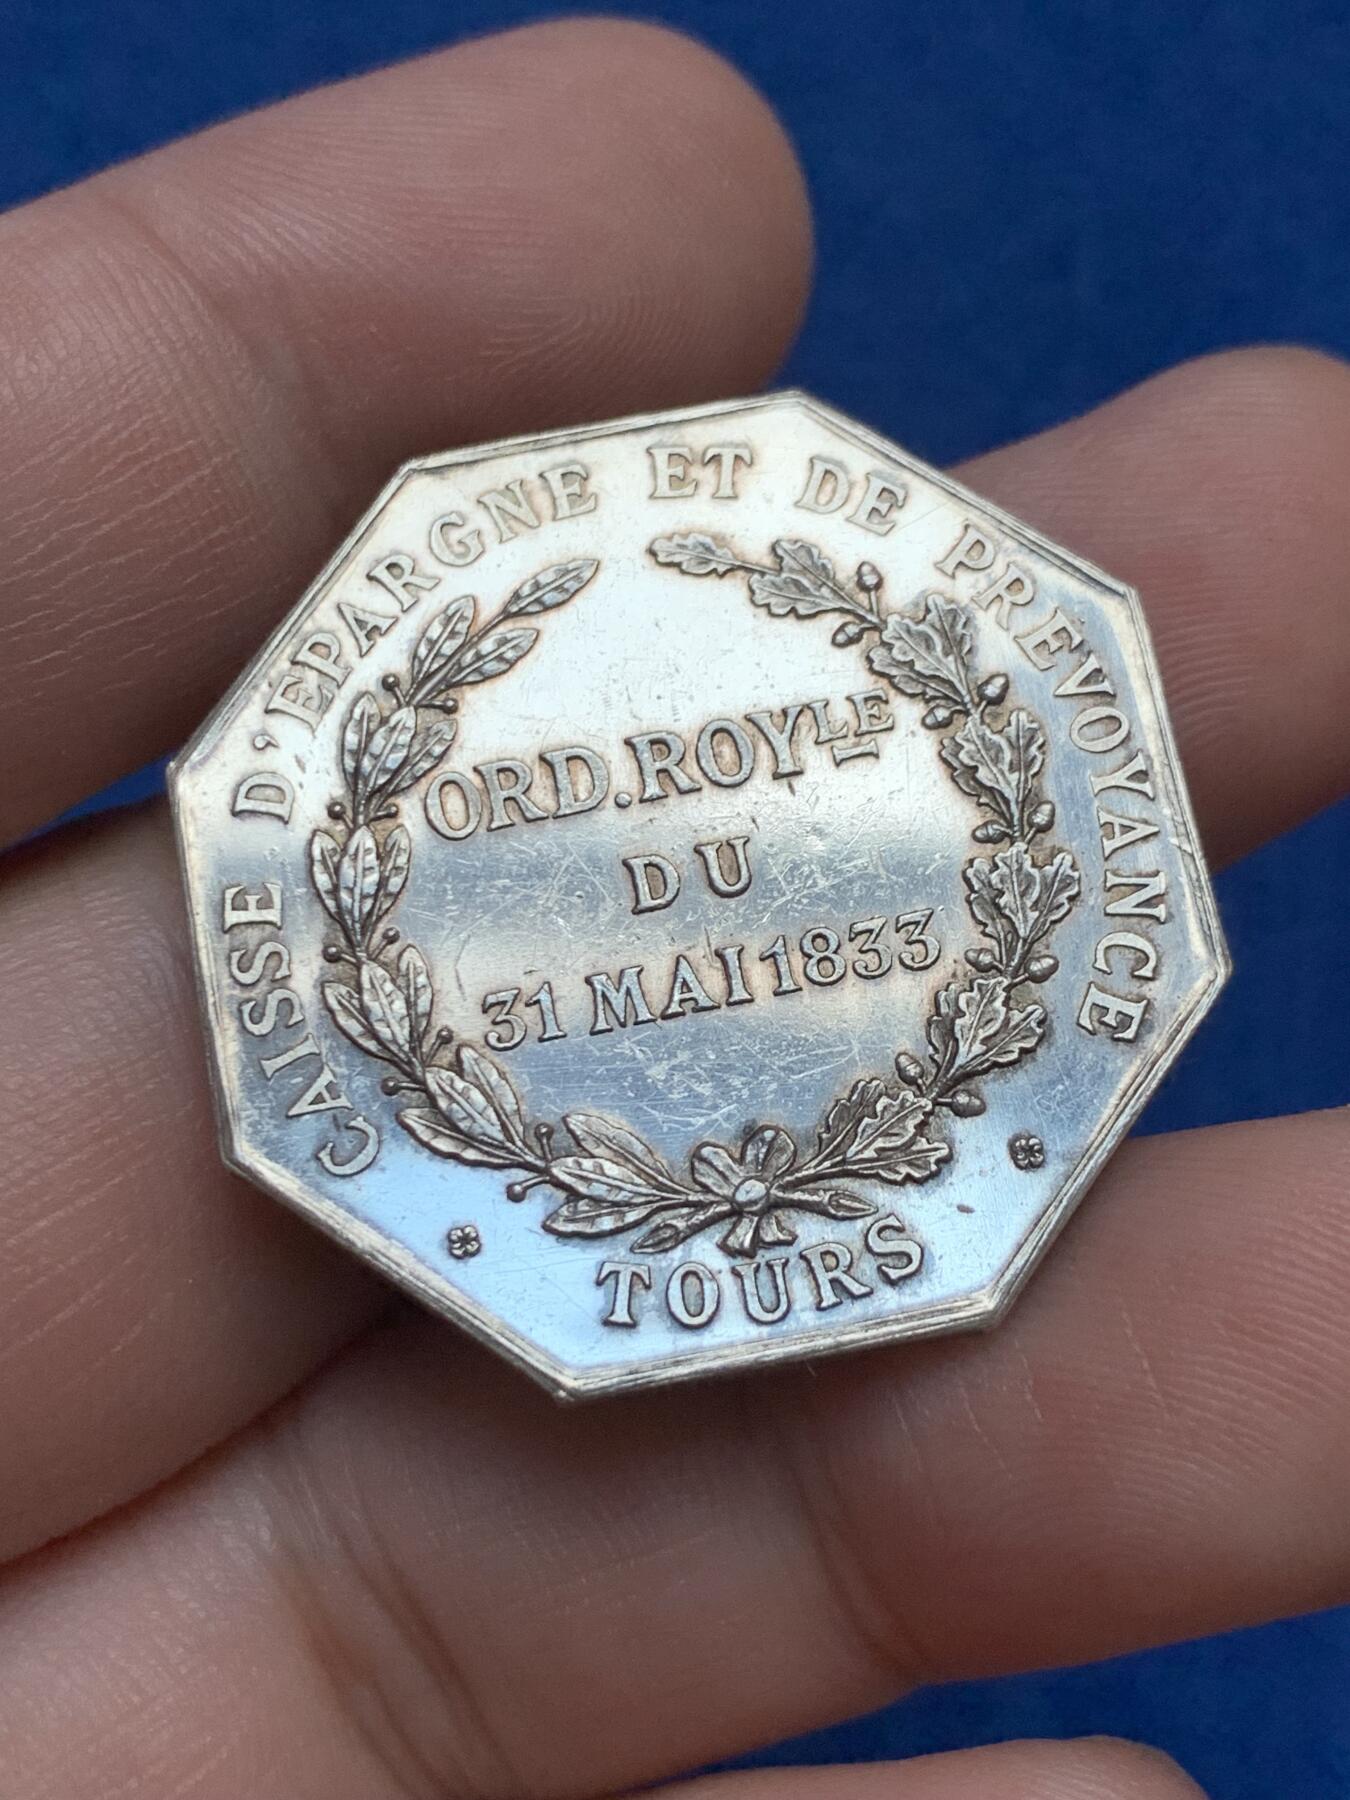 CAISSE D'EPARGNE ET DE PREVOYANCE
ORD. ROYLE
DU
31 MAI 1833
TOURS